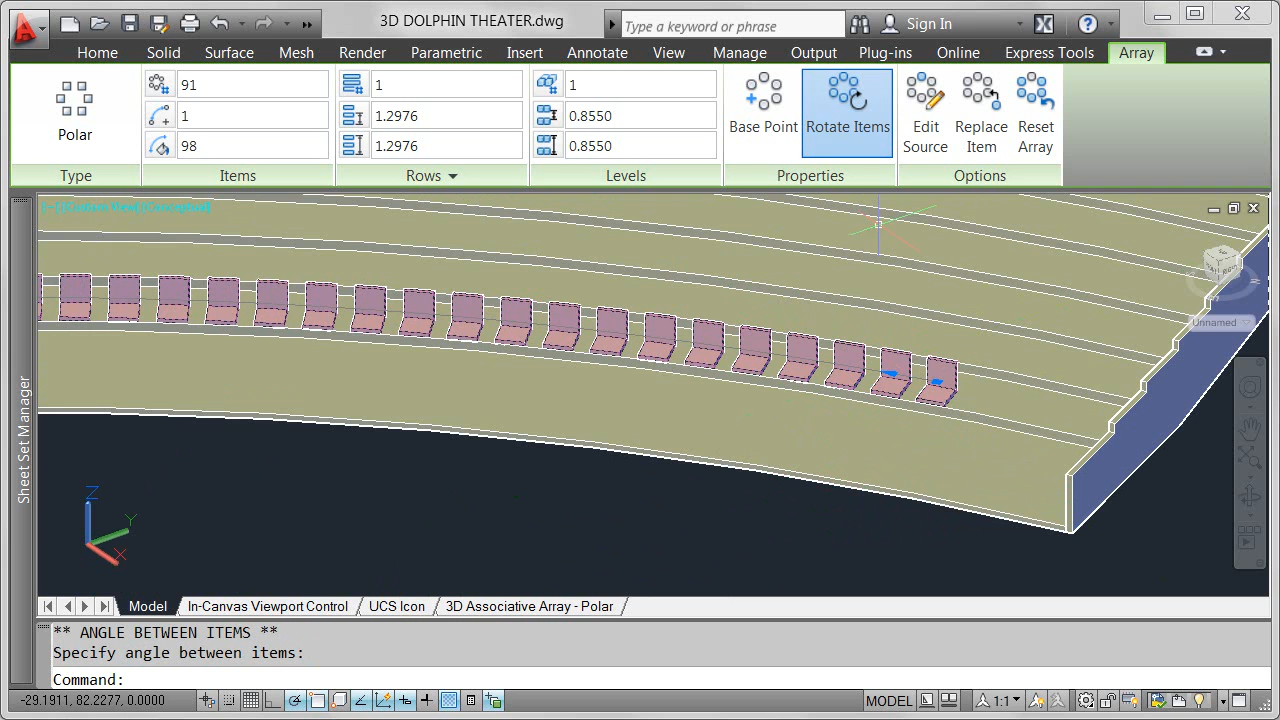 3D DOLPHIN THEATER.dwg
Type a keyword or phrase
Sign In
Home Solid Surface Mesh Render Parametric Insert Annotate View Manage Output Plug-ins Online Express Tools Array
91 1 1
Polar
1 1.2976 0.8550
98 1.2976 0.8550
Base Point
Rotate Items
Edit Source
Replace Item
Reset Array
Type Items Rows Levels Properties Options
Unnamed
Sheet Set Manager
Z
Y
X
Model In-Canvas Viewport Control UCS Icon 3D Associative Array - Polar
** ANGLE BETWEEN ITEMS **
Specify angle between items:
Command:
-29.1911, 82.2277, 0.0000
MODEL
1:1